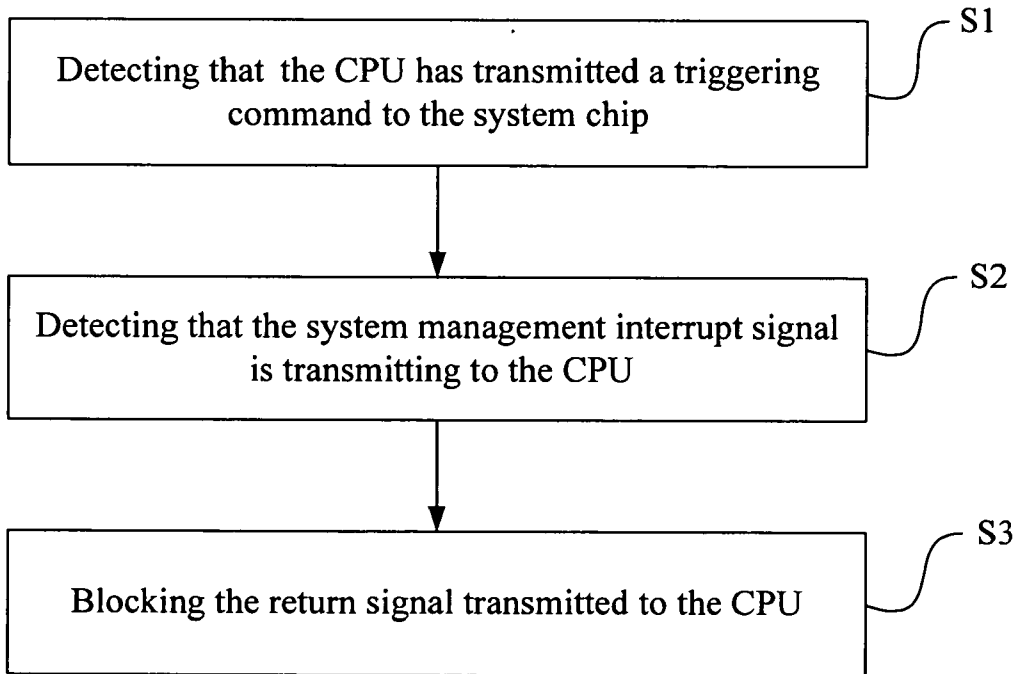 S1
Detecting that the CPU has transmitted a triggering
command to the system chip
S2
Detecting that the system management interrupt signal
is transmitting to the CPU
S3
Blocking the return signal transmitted to the CPU